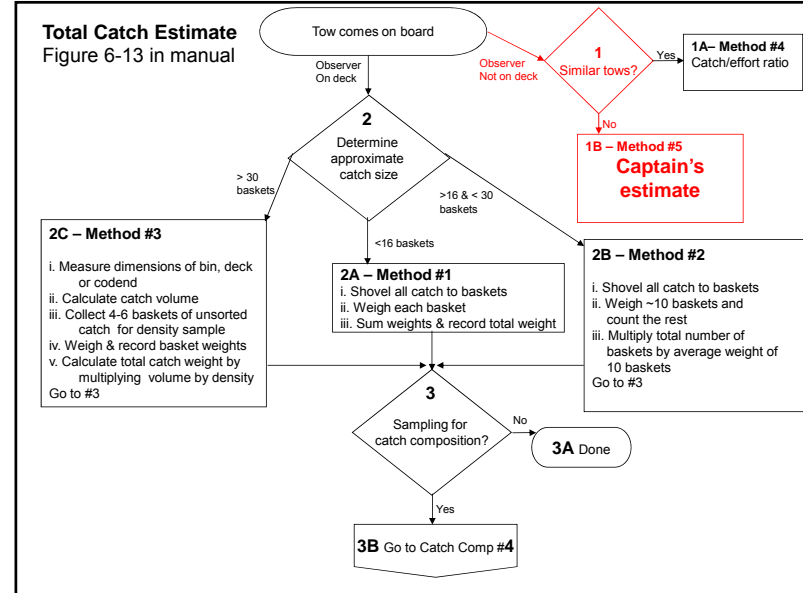 Total Catch Estimate
Figure 6-13 in manual
Tow comes on board
Observer
On deck
Observer
Not on deck
1
Similar tows?
Yes
1A– Method #4
Catch/effort ratio
No
1B – Method #5
Captain's
estimate
2
Determine
approximate
catch size
> 30
baskets
<16 baskets
>16 & < 30
baskets
2C – Method #3
i. Measure dimensions of bin, deck
or codend
ii. Calculate catch volume
iii. Collect 4-6 baskets of unsorted
catch for density sample
iv. Weigh & record basket weights
v. Calculate total catch weight by
multiplying volume by density
Go to #3
2A – Method #1
i. Shovel all catch to baskets
ii. Weigh each basket
iii. Sum weights & record total weight
2B – Method #2
i. Shovel all catch to baskets
ii. Weigh ~10 baskets and
count the rest
iii. Multiply total number of
baskets by average weight of
10 baskets
Go to #3
3
Sampling for
catch composition?
No
3A Done
Yes
3B Go to Catch Comp #4